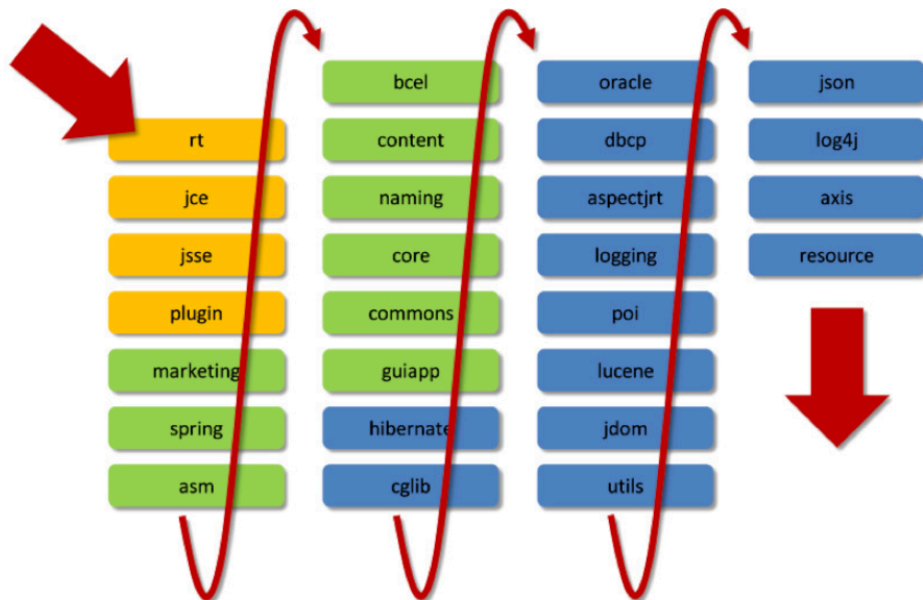 rt
jce
jsse
plugin
marketing
spring
asm
bcel
content
naming
core
commons
guiapp
hibernate
cglib
oracle
dbcp
aspectjrt
logging
poi
lucene
jdom
utils
json
log4j
axis
resource